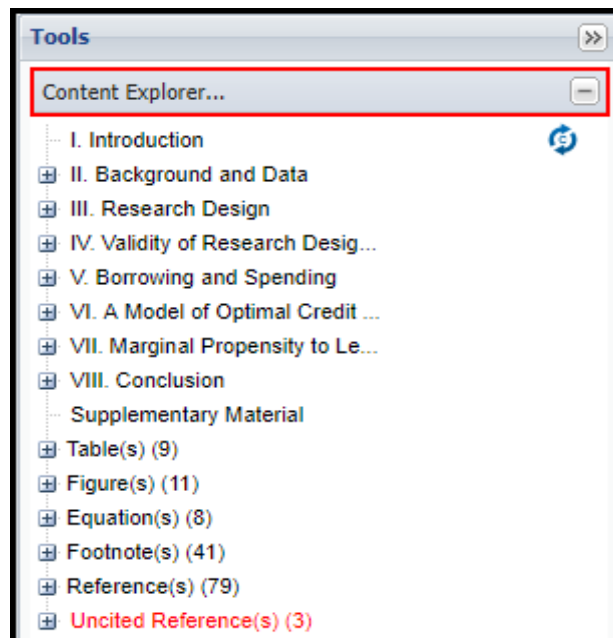 Tools
Content Explorer...
I. Introduction
II. Background and Data
III. Research Design
IV. Validity of Research Desig...
V. Borrowing and Spending
VI. A Model of Optimal Credit ...
VII. Marginal Propensity to Le...
VIII. Conclusion
Supplementary Material
Table(s) (9)
Figure(s) (11)
Equation(s) (8)
Footnote(s) (41)
Reference(s) (79)
Uncited Reference(s) (3)